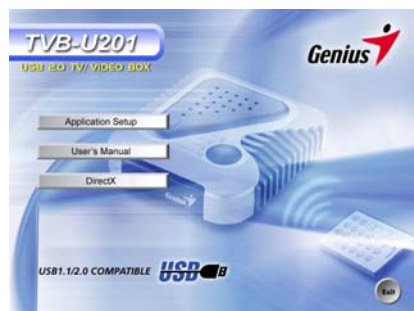 TVB-U201
USB 2.0 TV/ VIDEO BOX
Genius
Application Setup
User's Manual
DirectX
Genius
USB1.1/2.0 COMPATIBLE USB
Exit